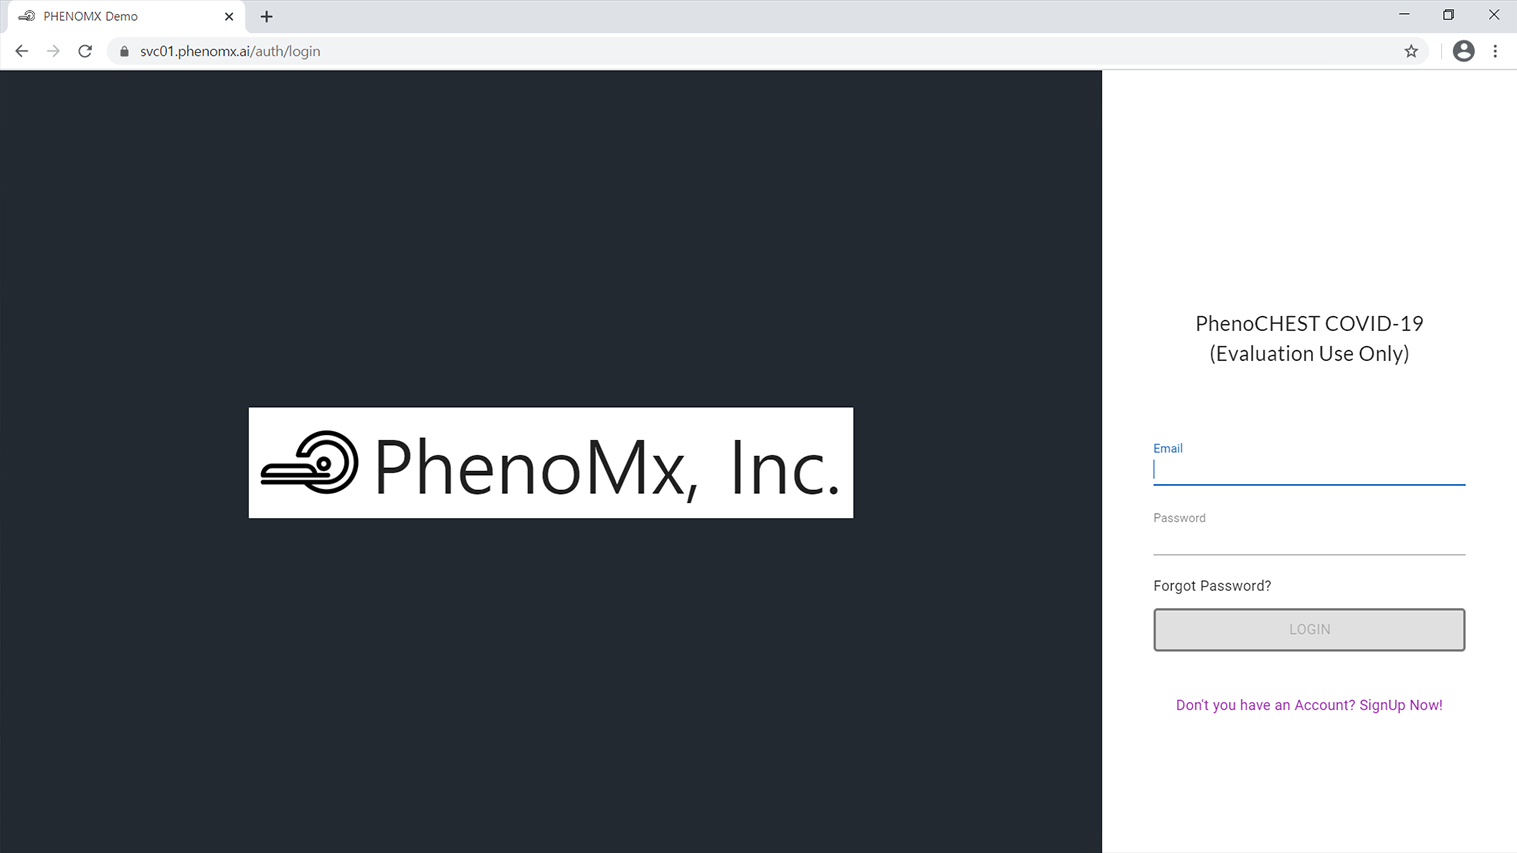 PHENOMX Demo
svc01.phenomx.ai/auth/login
PhenoMx, Inc.
PhenoCHEST COVID-19
(Evaluation Use Only)
Email
Password
Forgot Password?
LOGIN
Don't you have an Account? SignUp Now!